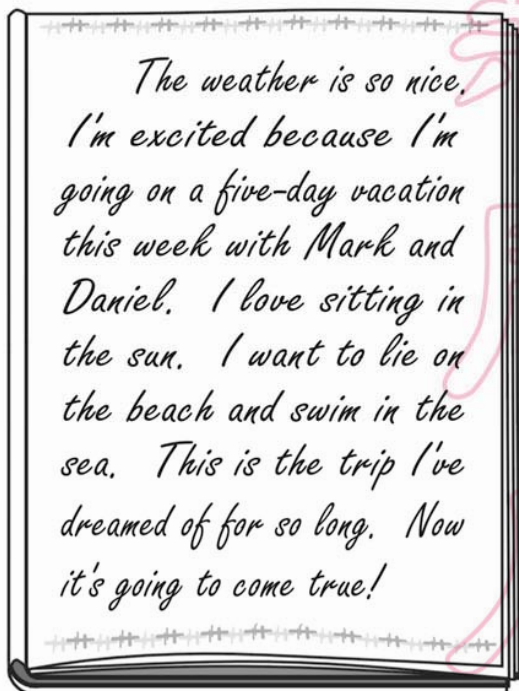 The weather is so nice.
I'm excited because I'm
going on a five-day vacation
this week with Mark and
Daniel. I love sitting in
the sun. I want to lie on
the beach and swim in the
sea. This is the trip I've
dreamed of for so long. Now
it's going to come true!